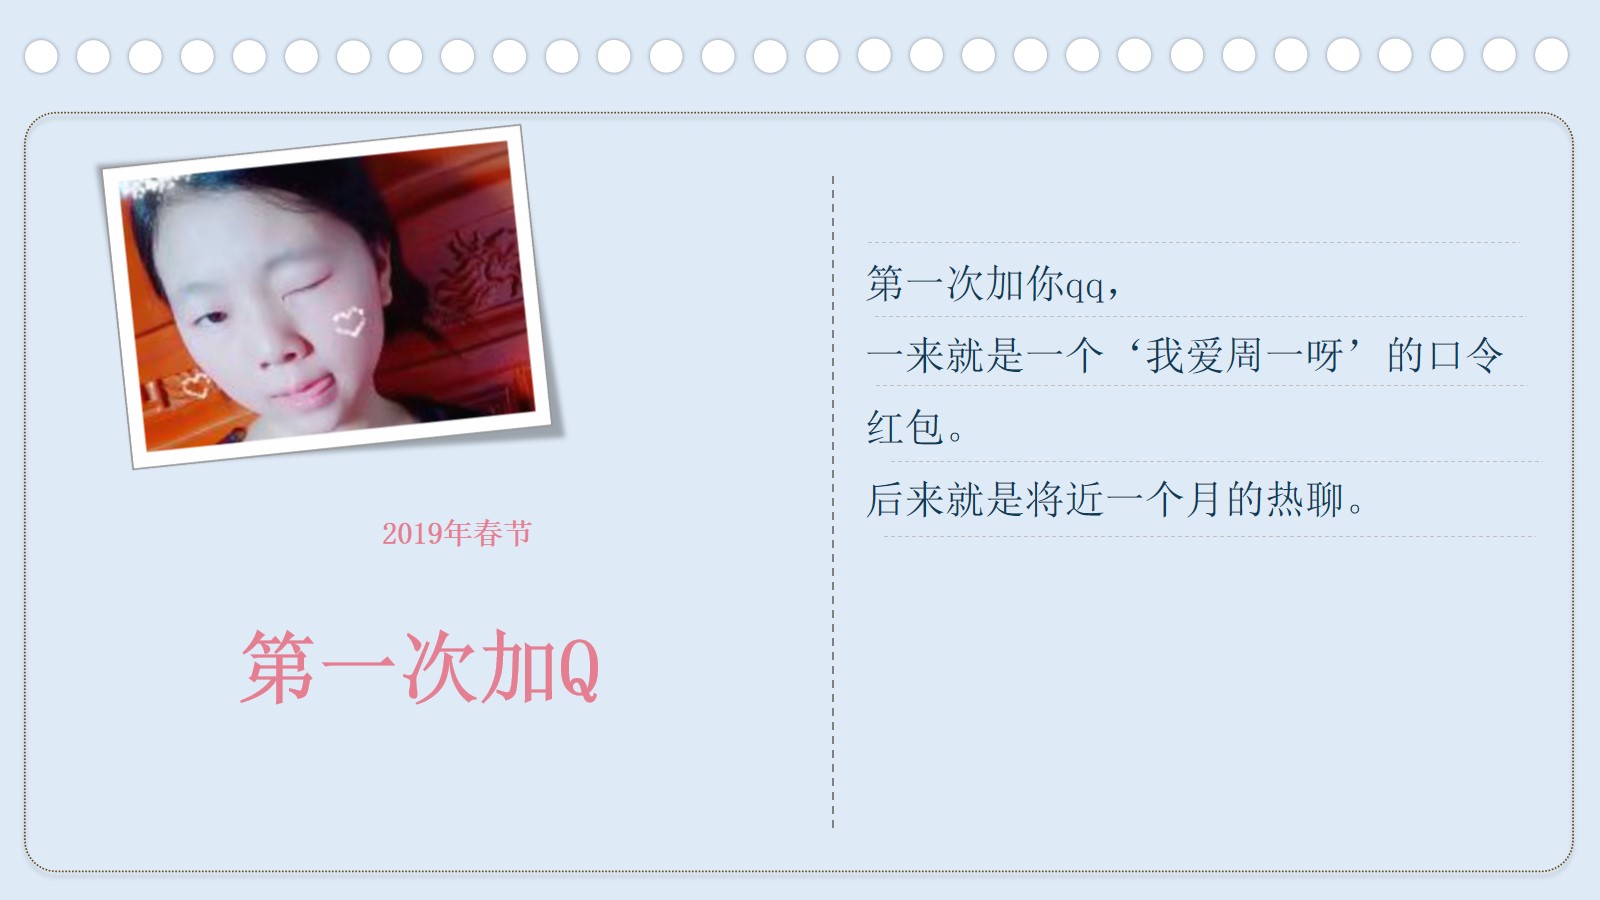 2019年春节
第一次加Q
第一次加你qq，
一来就是一个‘我爱周一呀’的口令
红包。
后来就是将近一个月的热聊。